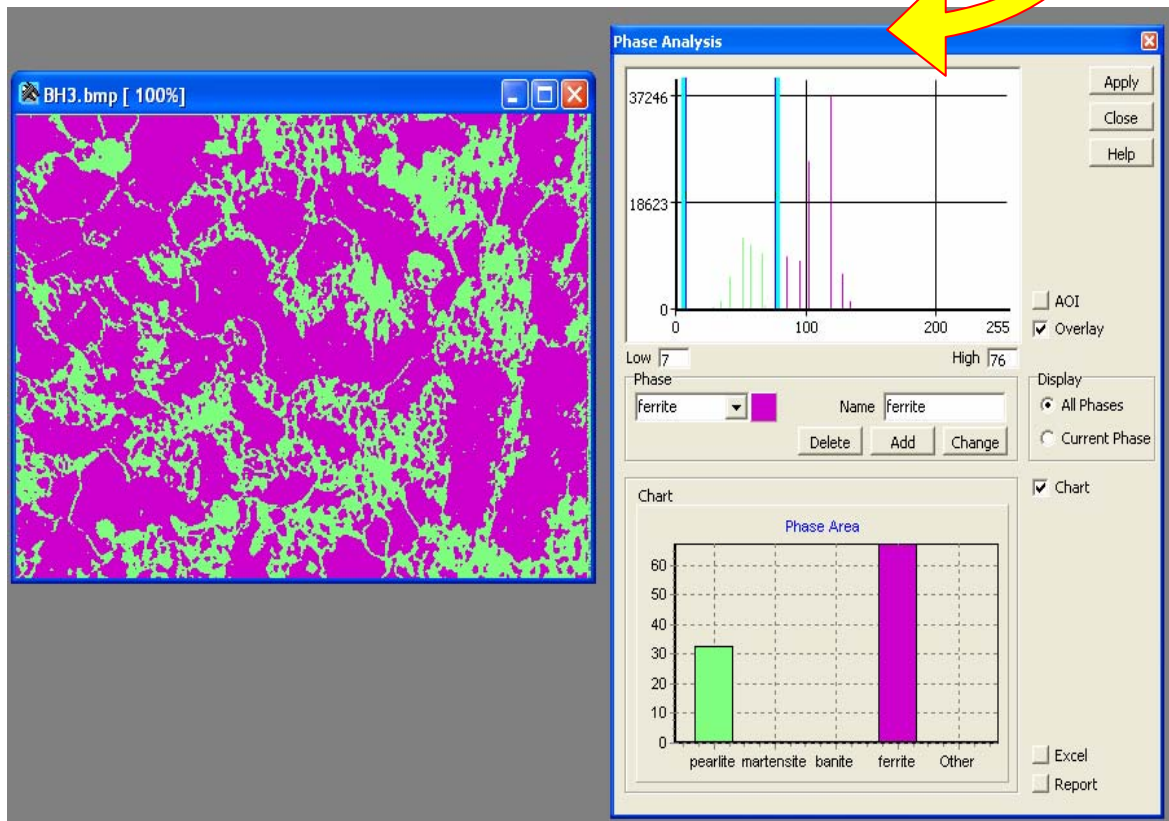 BH3.bmp [ 100%]
Phase Analysis
37246
18623
0
0 100 200 255
Low 7 High 76
Apply
Close
Help
AOI
Overlay
Phase
ferrite Name ferrite
Delete Add Change
Display
All Phases
Current Phase
Chart
Chart
Phase Area
60
50
40
30
20
10
0
pearlite martensite banite ferrite Other
Excel
Report